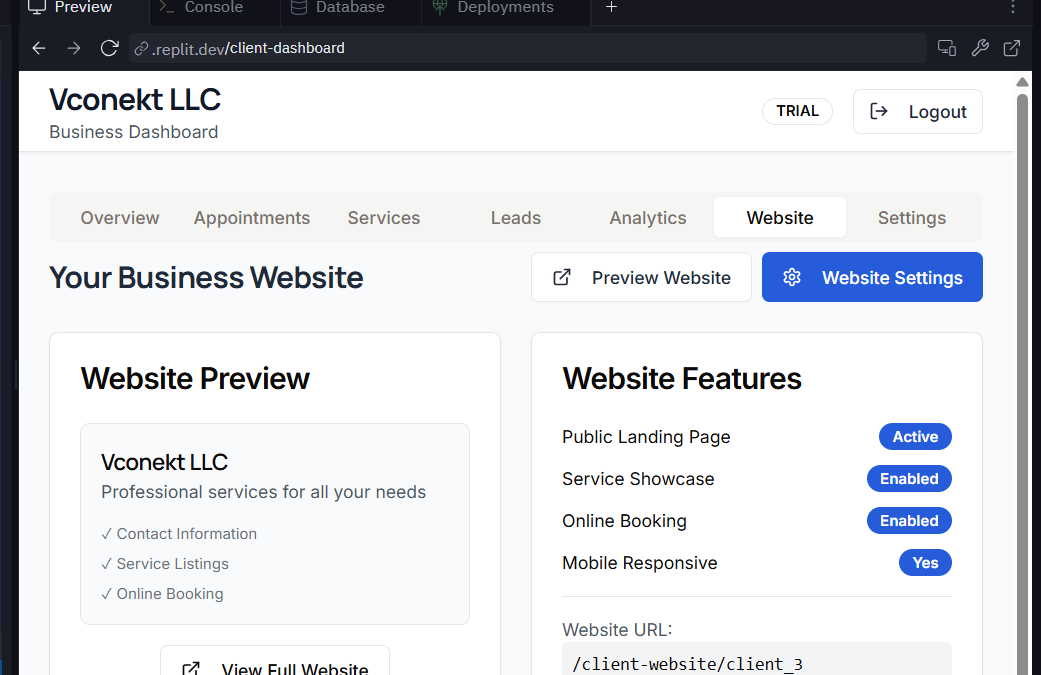 Preview Console Database Deployments
.replit.dev/client-dashboard
Vconekt LLC
Business Dashboard
TRIAL
Logout
Overview Appointments Services Leads Analytics Website Settings
Your Business Website
Preview Website
Website Settings
Website Preview
Vconekt LLC
Professional services for all your needs
✓ Contact Information
✓ Service Listings
✓ Online Booking
View Full Website
Website Features
Public Landing Page Active
Service Showcase Enabled
Online Booking Enabled
Mobile Responsive Yes
Website URL:
/client-website/client_3